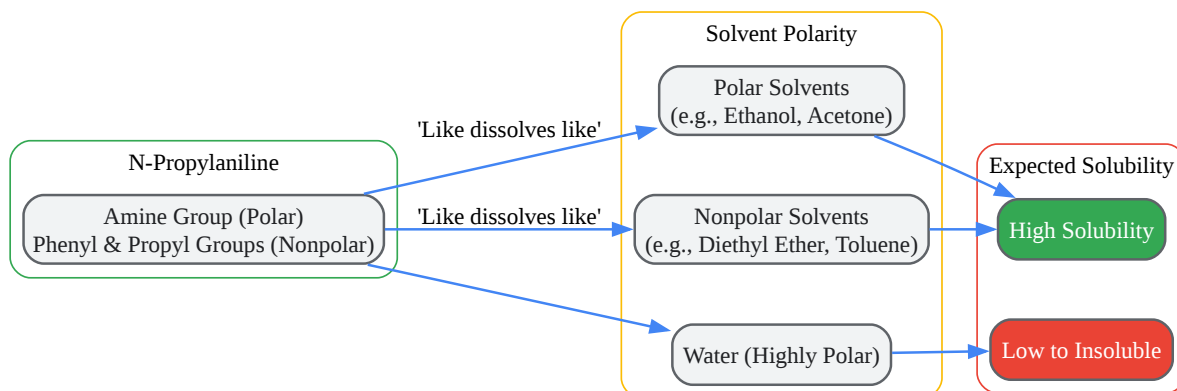 N-Propylaniline
Amine Group (Polar)
Phenyl & Propyl Groups (Nonpolar)
'Like dissolves like'
'Like dissolves like'
Solvent Polarity
Polar Solvents
(e.g., Ethanol, Acetone)
Nonpolar Solvents
(e.g., Diethyl Ether, Toluene)
Water (Highly Polar)
Expected Solubility
High Solubility
Low to Insoluble